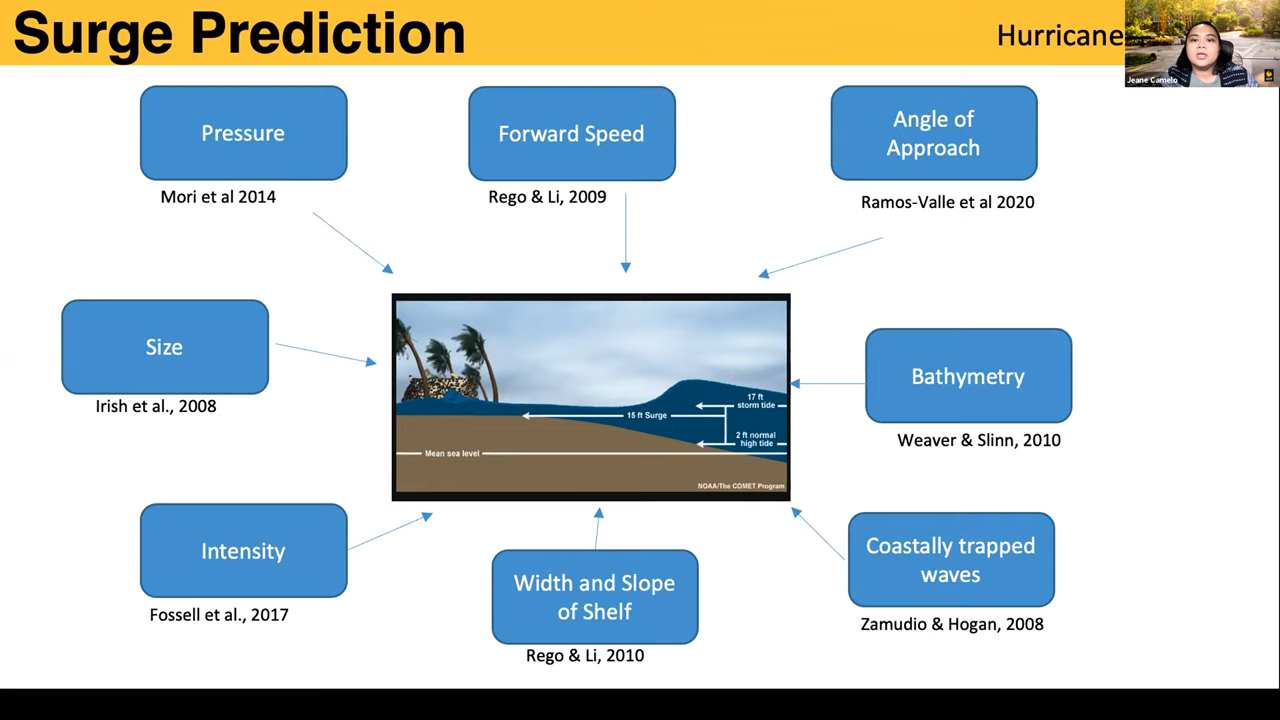 Surge Prediction
Hurricane
Jeane Camelo
Pressure
Mori et al 2014
Forward Speed
Rego & Li, 2009
Angle of
Approach
Ramos-Valle et al 2020
Size
Irish et al., 2008
17 ft
storm tide
15 ft Surge
2 ft normal
high tide
Mean sea level
NOAA/The COMET Program
Bathymetry
Weaver & Slinn, 2010
Intensity
Fossell et al., 2017
Width and Slope
of Shelf
Rego & Li, 2010
Coastally trapped
waves
Zamudio & Hogan, 2008